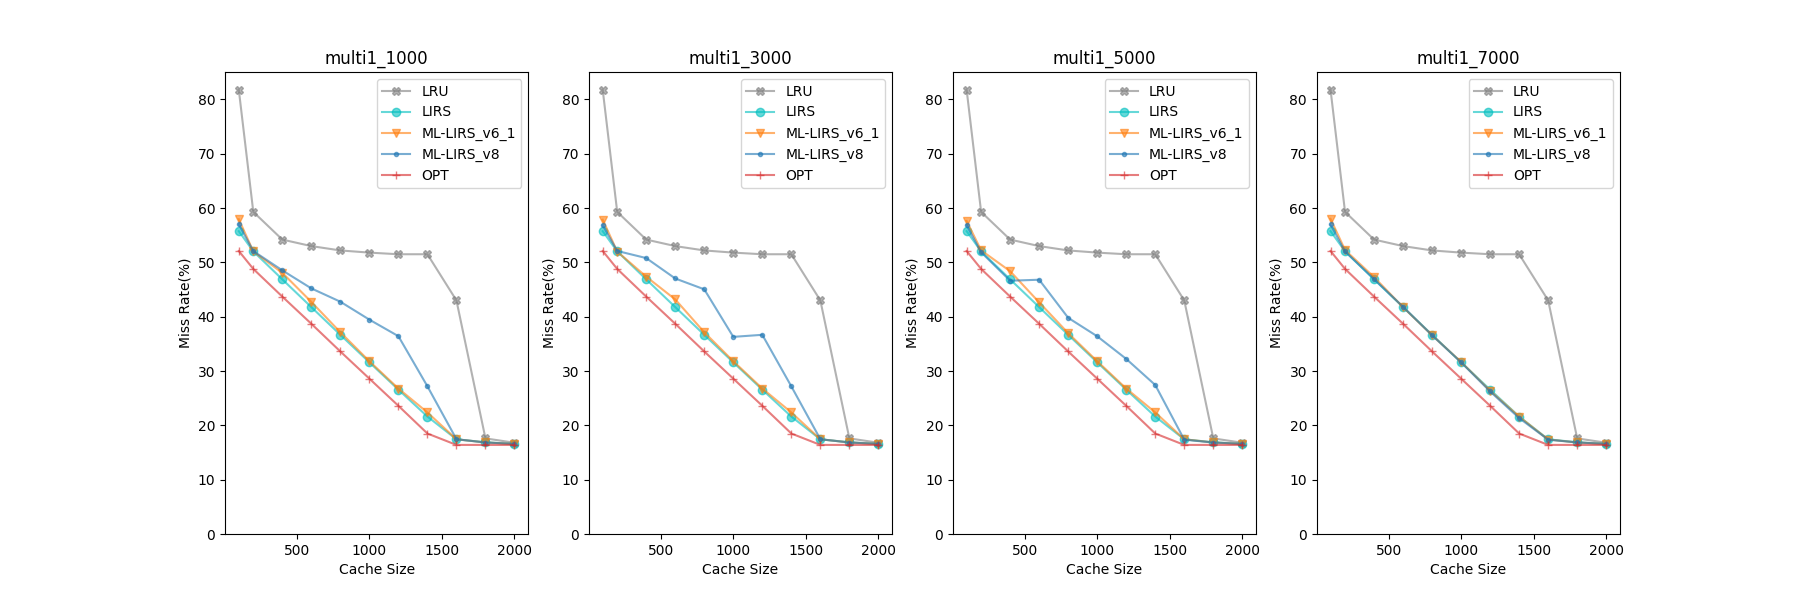 multi1_1000
LRU
LIRS
ML-LIRS_v6_1
ML-LIRS_v8
OPT
Miss Rate(%)
80
70
60
50
40
30
20
10
0
500 1000 1500 2000
Cache Size
multi1_3000
LRU
LIRS
ML-LIRS_v6_1
ML-LIRS_v8
OPT
Miss Rate(%)
80
70
60
50
40
30
20
10
0
500 1000 1500 2000
Cache Size
multi1_5000
LRU
LIRS
ML-LIRS_v6_1
ML-LIRS_v8
OPT
Miss Rate(%)
80
70
60
50
40
30
20
10
0
500 1000 1500 2000
Cache Size
multi1_7000
LRU
LIRS
ML-LIRS_v6_1
ML-LIRS_v8
OPT
Miss Rate(%)
80
70
60
50
40
30
20
10
0
500 1000 1500 2000
Cache Size